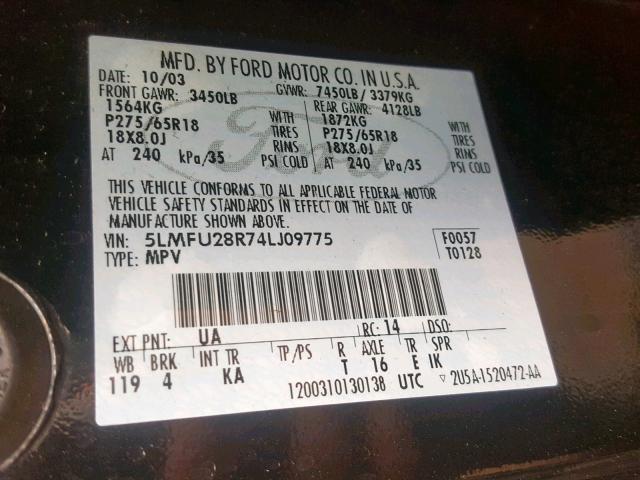 MFD. BY FORD MOTOR CO. IN U.S.A.
DATE: 10/03 GVWR: 7450LB / 3379KG
FRONT GAWR: 3450LB REAR GAWR: 4128LB
1564KG WITH 1872KG WITH
P275/65R18 TIRES P275/65R18 TIRES
18X8.0J RIMS 18X8.0J RIMS
AT 240 kPa/35 PSI COLD AT 240 kPa/35 PSI COLD
Ford
THIS VEHICLE CONFORMS TO ALL APPLICABLE FEDERAL MOTOR
VEHICLE SAFETY STANDARDS IN EFFECT ON THE DATE OF
MANUFACTURE SHOWN ABOVE.
VIN: 5LMFU28R74LJ09775 F0057
TYPE: MPV T0128
EXT PNT: UA RC: 14 DSO:
WB BRK INT TR TP/PS R AXLE TR SPR
119 4 KA T 16 E IK
1200310130138 UTC ▽ 2U5A-1520472-AA